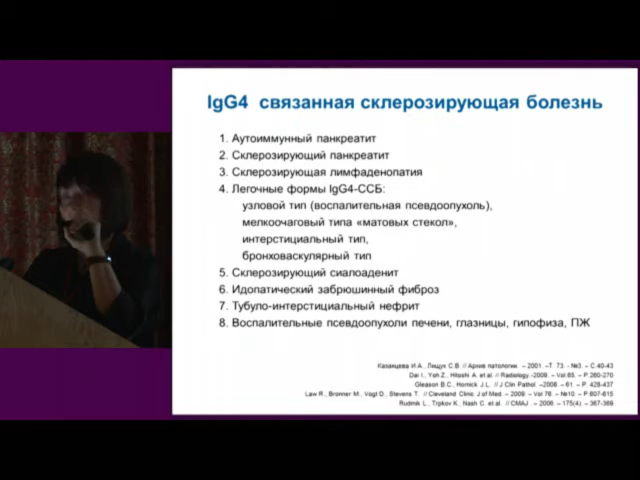 IgG4 связанная склерозирующая болезнь
1. Аутоиммунный панкреатит
2. Склерозирующий панкреатит
3. Склерозирующая лимфаденопатия
4. Легочные формы IgG4-ССБ:
узловой тип (воспалительная псевдоопухоль),
мелкоочаговый типа «матовых стекол»,
интерстициальный тип,
бронховаскулярный тип
5. Склерозирующий сиалоаденит
6. Идопатический забрюшинный фиброз
7. Тубуло-интерстициальный нефрит
8. Воспалительные псевдоопухоли печени, глазницы, гипофиза, ПЖ
Казанцева И.А., Лищук С.В. // Архив патологии. – 2001. –Т. 73. - №3. – С.40-43
Dai I., Yoh Z., Hitoshi A. et al. // Radiology.-2009. – Vol.65. – P.260-270
Gleason B.C., Hornick J.L. // J Clin Pathol. –2008. – 61. – P. 428-437
Law R., Bronner M., Vogt D., Stevens T. // Cleveland Clinic J of Med. – 2009. – Vol 76. – №10. – P.607-615
Rudmik L., Trpkov K., Nash C. et al. // CMAJ. – 2006. – 175(4). – 367-369